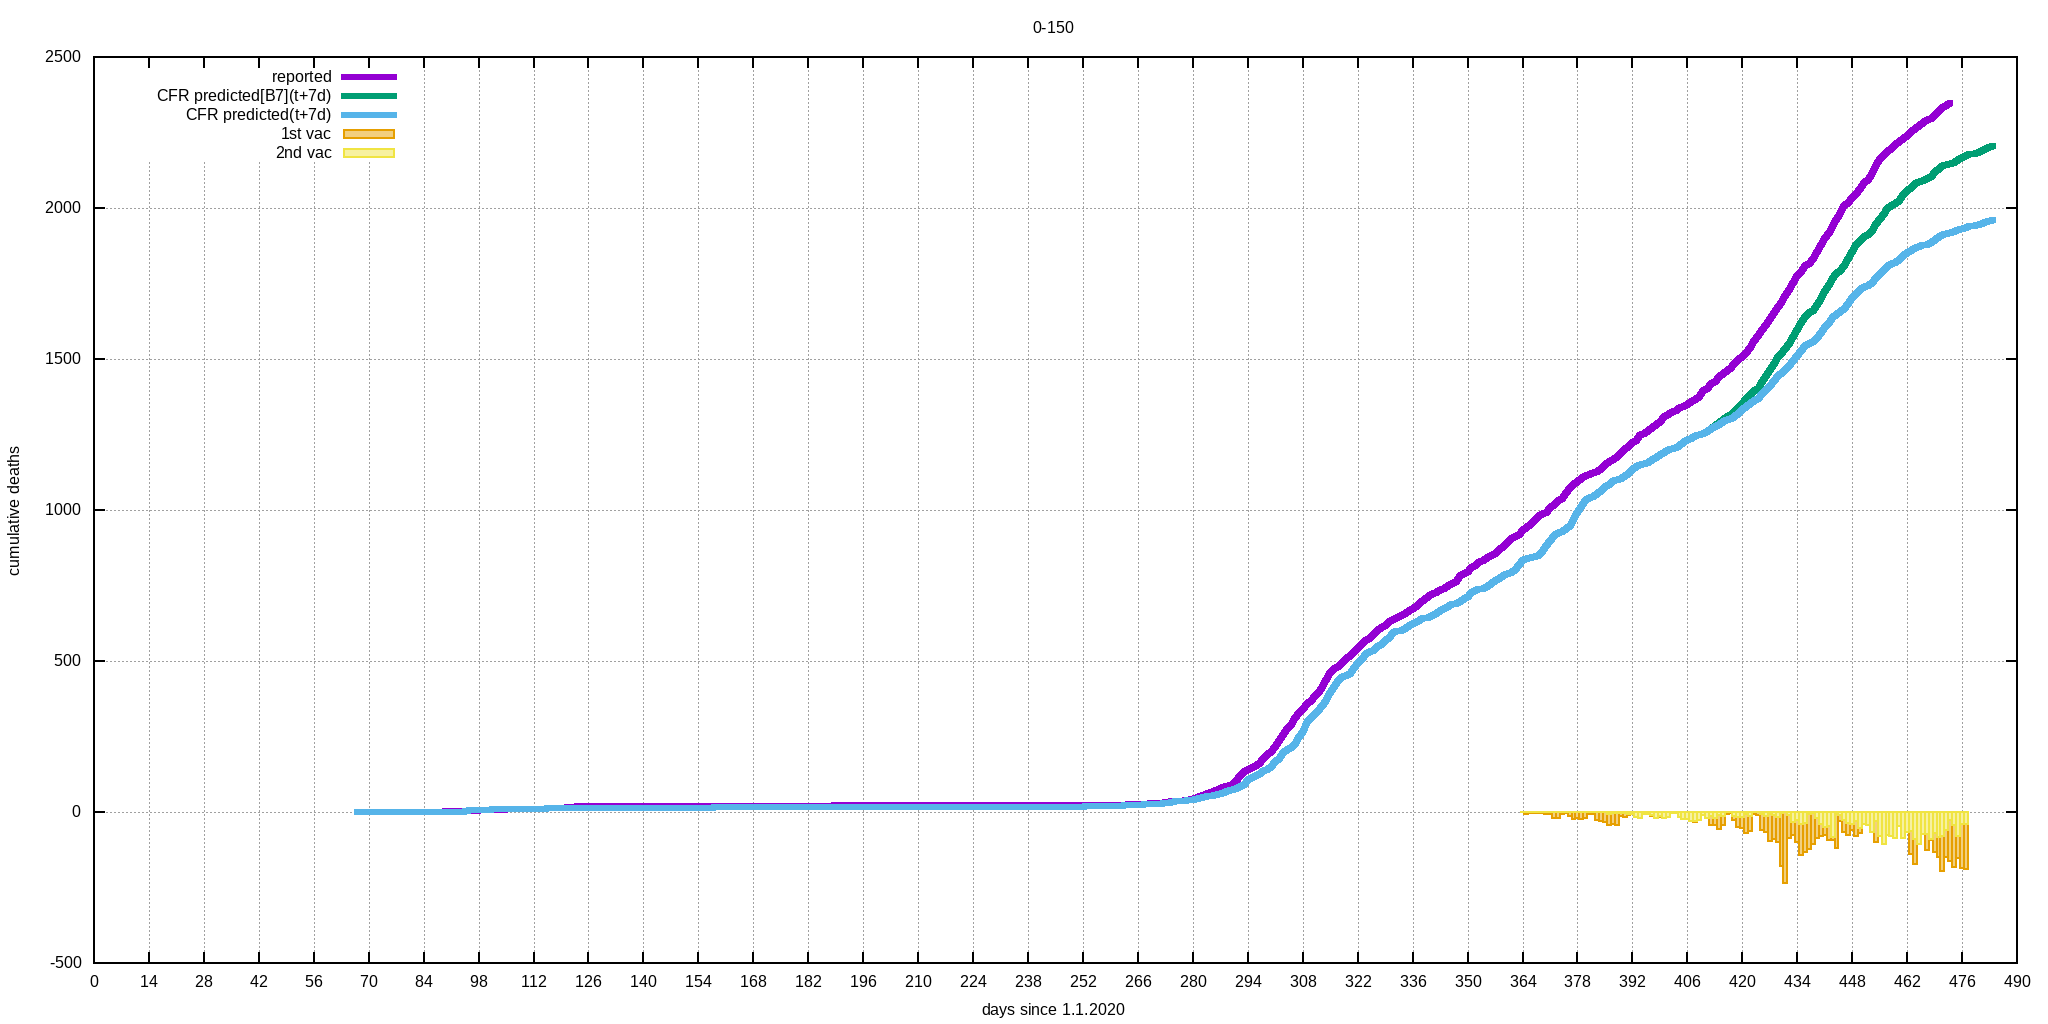 0-150
2500
2000
1500
1000
500
0
-500
cumulative deaths
reported
CFR predicted[B7](t+7d)
CFR predicted(t+7d)
1st vac
2nd vac
0 14 28 42 56 70 84 98 112 126 140 154 168 182 196 210 224 238 252 266 280 294 308 322 336 350 364 378 392 406 420 434 448 462 476 490
days since 1.1.2020